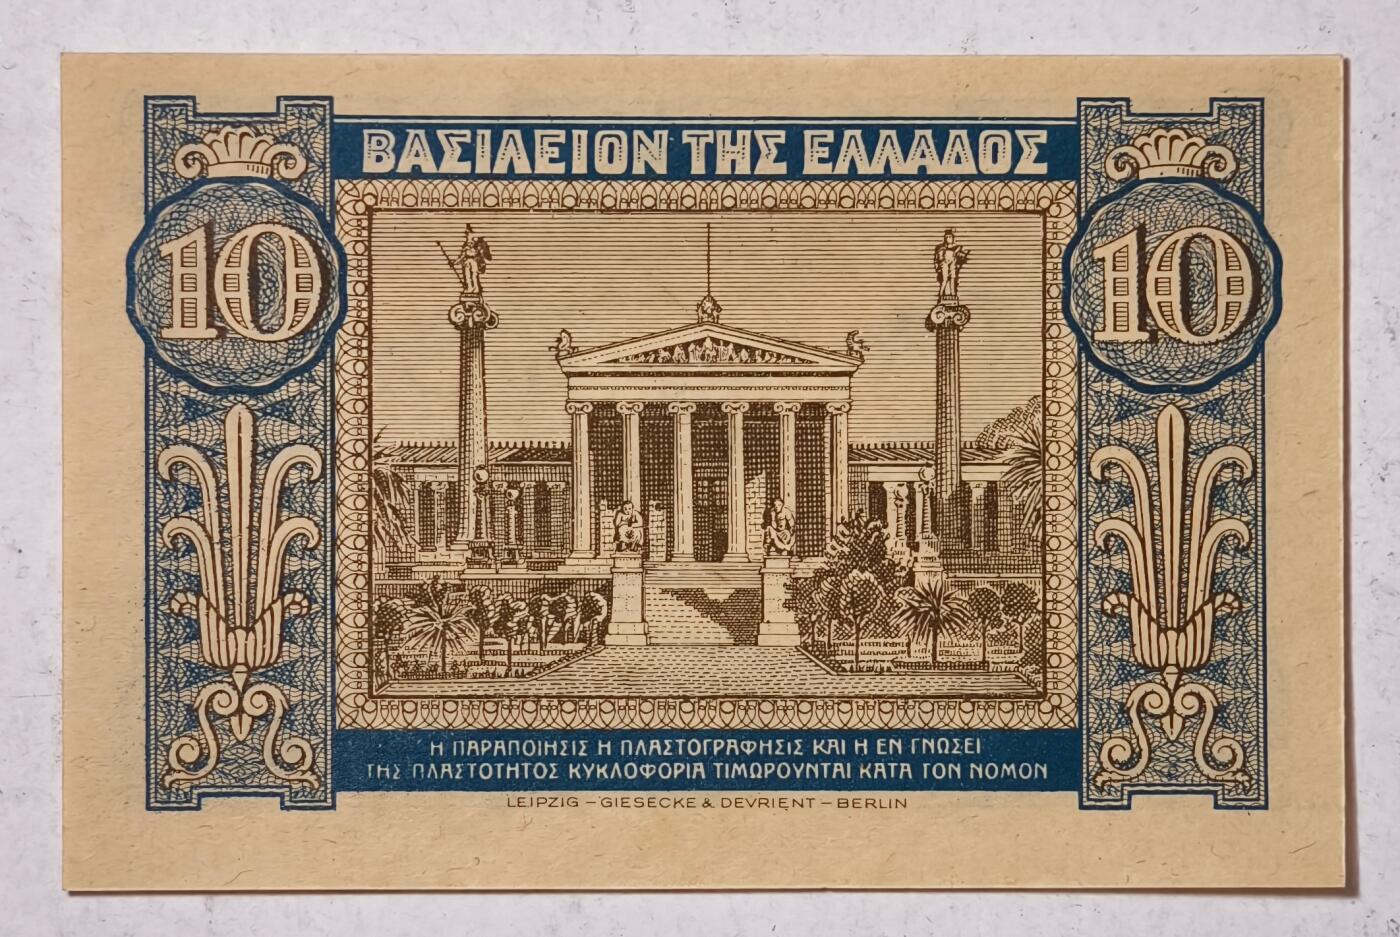 ΒΑΣΙΛΕΙΟΝ ΤΗΣ ΕΛΛΑΔΟΣ
10 10
Η ΠΑΡΑΠΟΙΗΣΙΣ Η ΠΛΑΣΤΟΓΡΑΦΗΣΙΣ ΚΑΙ Η ΕΝ ΓΝΩΣΕΙ
ΤΗΣ ΠΛΑΣΤΟΤΗΤΟΣ ΚΥΚΛΟΦΟΡΙΑ ΤΙΜΩΡΟΥΝΤΑΙ ΚΑΤΑ ΤΟΝ ΝΟΜΟΝ
LEIPZIG – GIESECKE & DEVRIENT – BERLIN